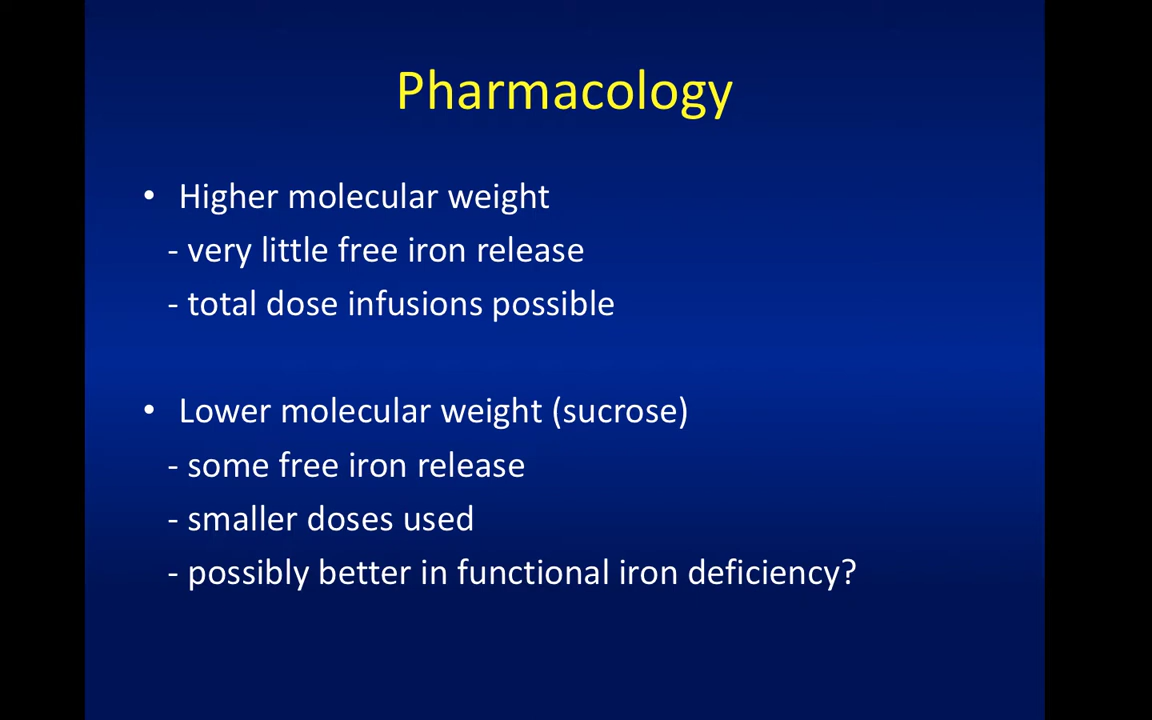 Pharmacology
• Higher molecular weight
- very little free iron release
- total dose infusions possible
• Lower molecular weight (sucrose)
- some free iron release
- smaller doses used
- possibly better in functional iron deficiency?